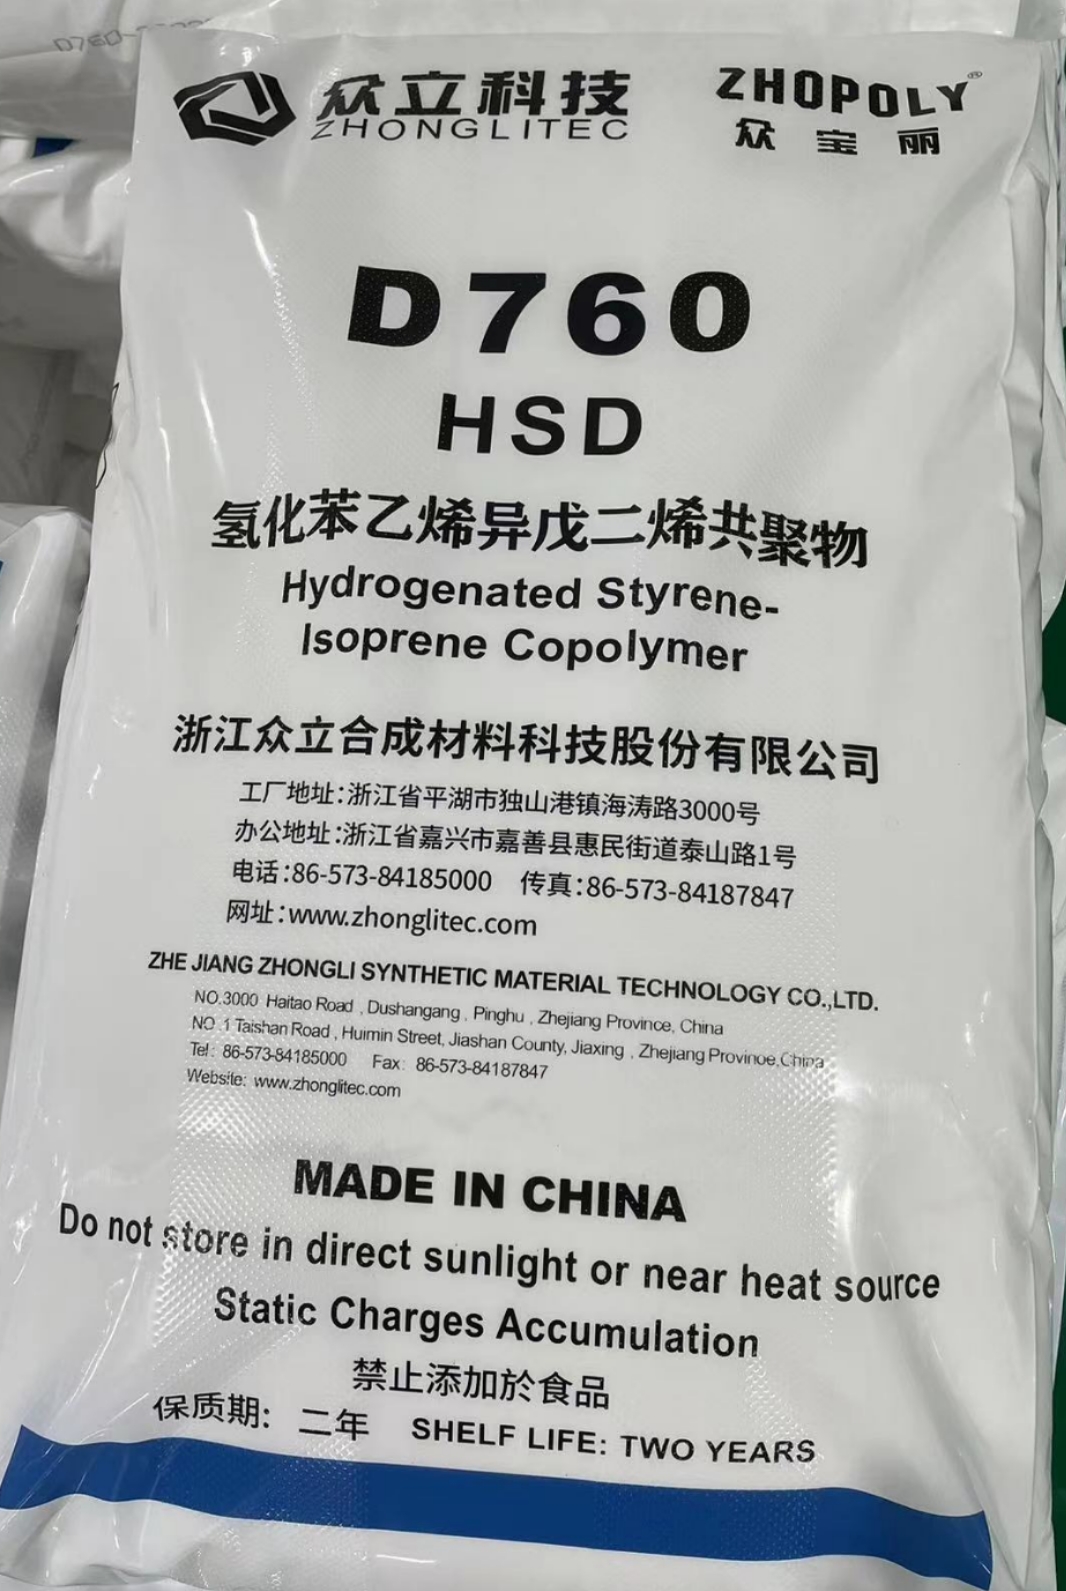 D760-
众立科技
ZHONGLITEC
ZHOPOLY®
众宝丽
D760
HSD
氢化苯乙烯异戊二烯共聚物
Hydrogenated Styrene-
Isoprene Copolymer
浙江众立合成材料科技股份有限公司
工厂地址:浙江省平湖市独山港镇海涛路3000号
办公地址:浙江省嘉兴市嘉善县惠民街道泰山路1号
电话:86-573-84185000 传真:86-573-84187847
网址:www.zhonglitec.com
ZHE JIANG ZHONGLI SYNTHETIC MATERIAL TECHNOLOGY CO.,LTD.
NO.3000 Haitao Road , Dushangang , Pinghu , Zhejiang Province, China
NO .1 Taishan Road , Huimin Street, Jiashan County, Jiaxing , Zhejiang Province,China
Tel: 86-573-84185000 Fax: 86-573-84187847
Website: www.zhonglitec.com
MADE IN CHINA
Do not store in direct sunlight or near heat source
Static Charges Accumulation
禁止添加於食品
保质期: 二年 SHELF LIFE: TWO YEARS